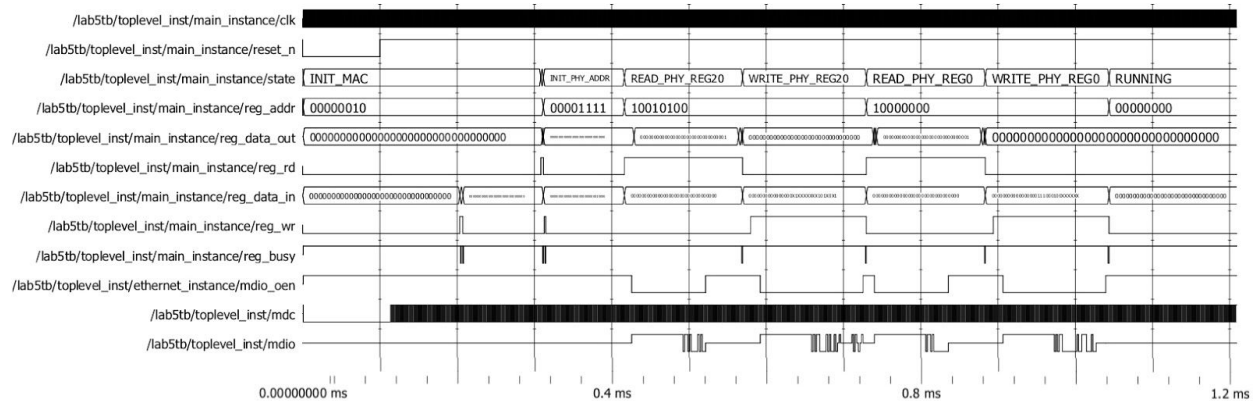 /lab5tb/toplevel_inst/main_instance/clk
/lab5tb/toplevel_inst/main_instance/reset_n
/lab5tb/toplevel_inst/main_instance/state INIT_MAC INIT_PHY_ADDR READ_PHY_REG20 WRITE_PHY_REG20 READ_PHY_REG0 WRITE_PHY_REG0 RUNNING
/lab5tb/toplevel_inst/main_instance/reg_addr 00000010 00001111 10010100 10000000 00000000
/lab5tb/toplevel_inst/main_instance/reg_data_out 00000000000000000000000000000000 00000000000000000000000000000000
/lab5tb/toplevel_inst/main_instance/reg_rd
/lab5tb/toplevel_inst/main_instance/reg_data_in 00000000000000000000000000000000 00000000000000000000000000000000
/lab5tb/toplevel_inst/main_instance/reg_wr
/lab5tb/toplevel_inst/main_instance/reg_busy
/lab5tb/toplevel_inst/ethernet_instance/mdio_oen
/lab5tb/toplevel_inst/mdc
/lab5tb/toplevel_inst/mdio
0.00000000 ms 0.4 ms 0.8 ms 1.2 ms